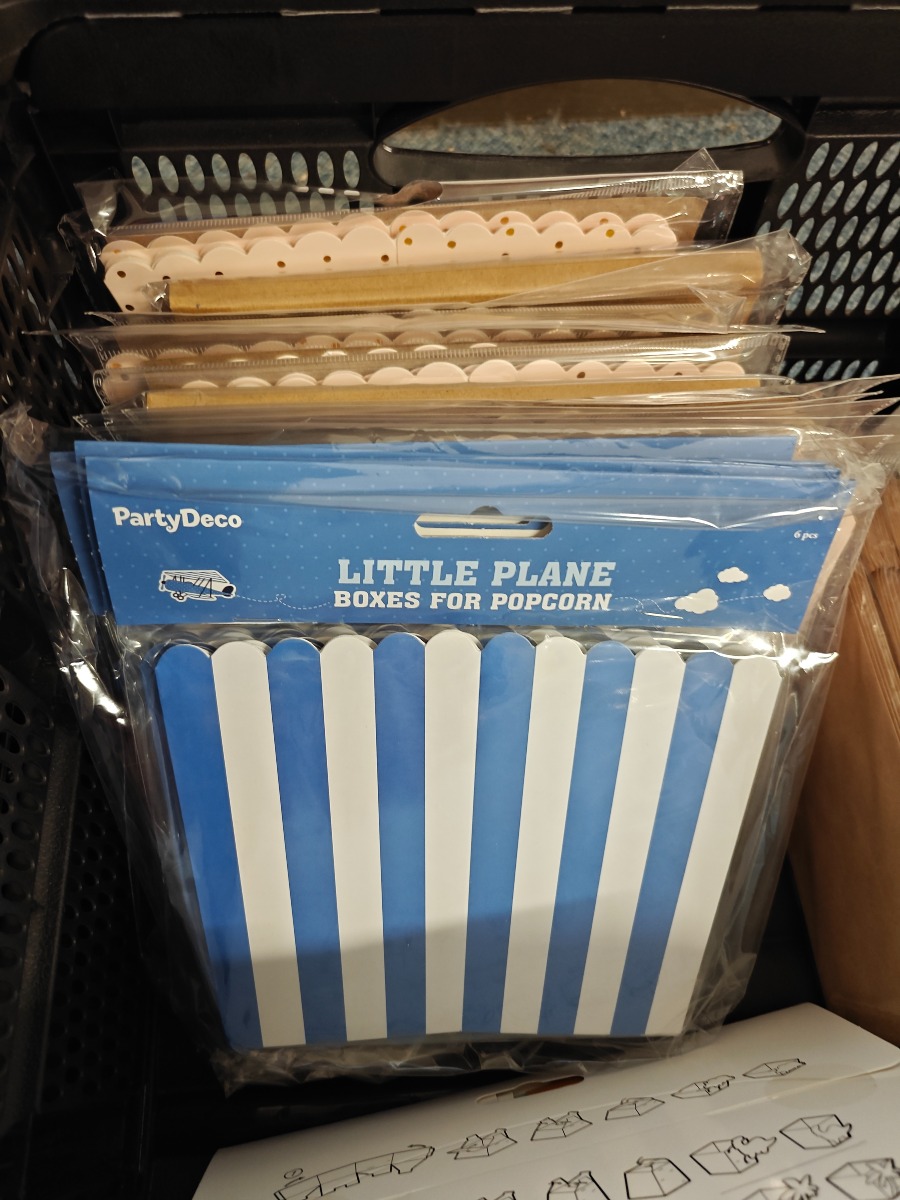 PartyDeco
6 pcs
LITTLE PLANE
BOXES FOR POPCORN